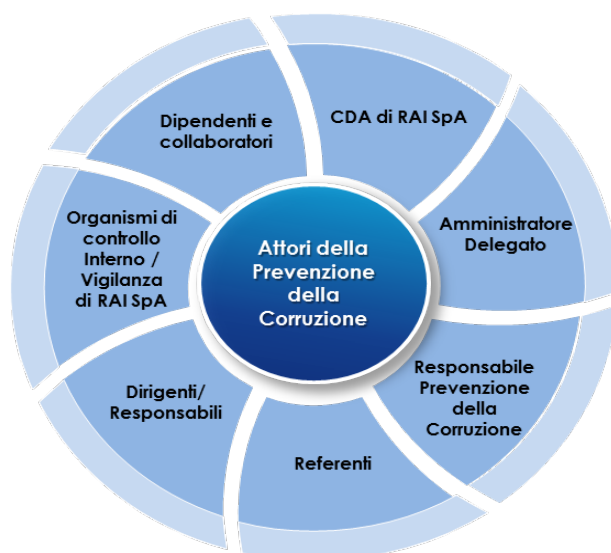 Attori della
Prevenzione
della
Corruzione
CDA di RAI SpA
Amministratore
Delegato
Responsabile
Prevenzione
della
Corruzione
Referenti
Dirigenti/
Responsabili
Organismi di
controllo
Interno /
Vigilanza
di RAI SpA
Dipendenti e
collaboratori